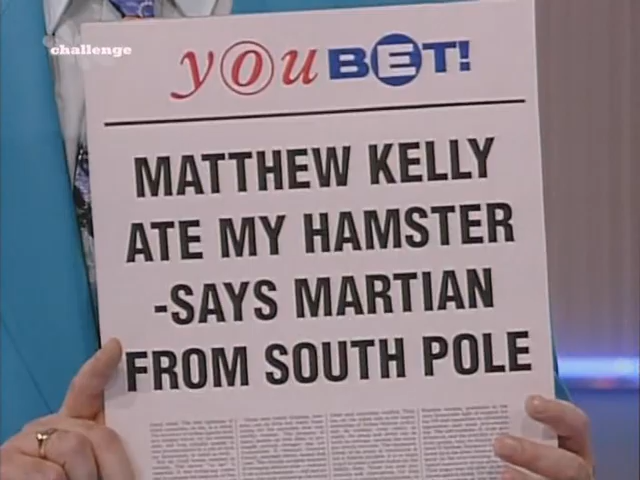 challenge
you BET!
MATTHEW KELLY
ATE MY HAMSTER
-SAYS MARTIAN
FROM SOUTH POLE